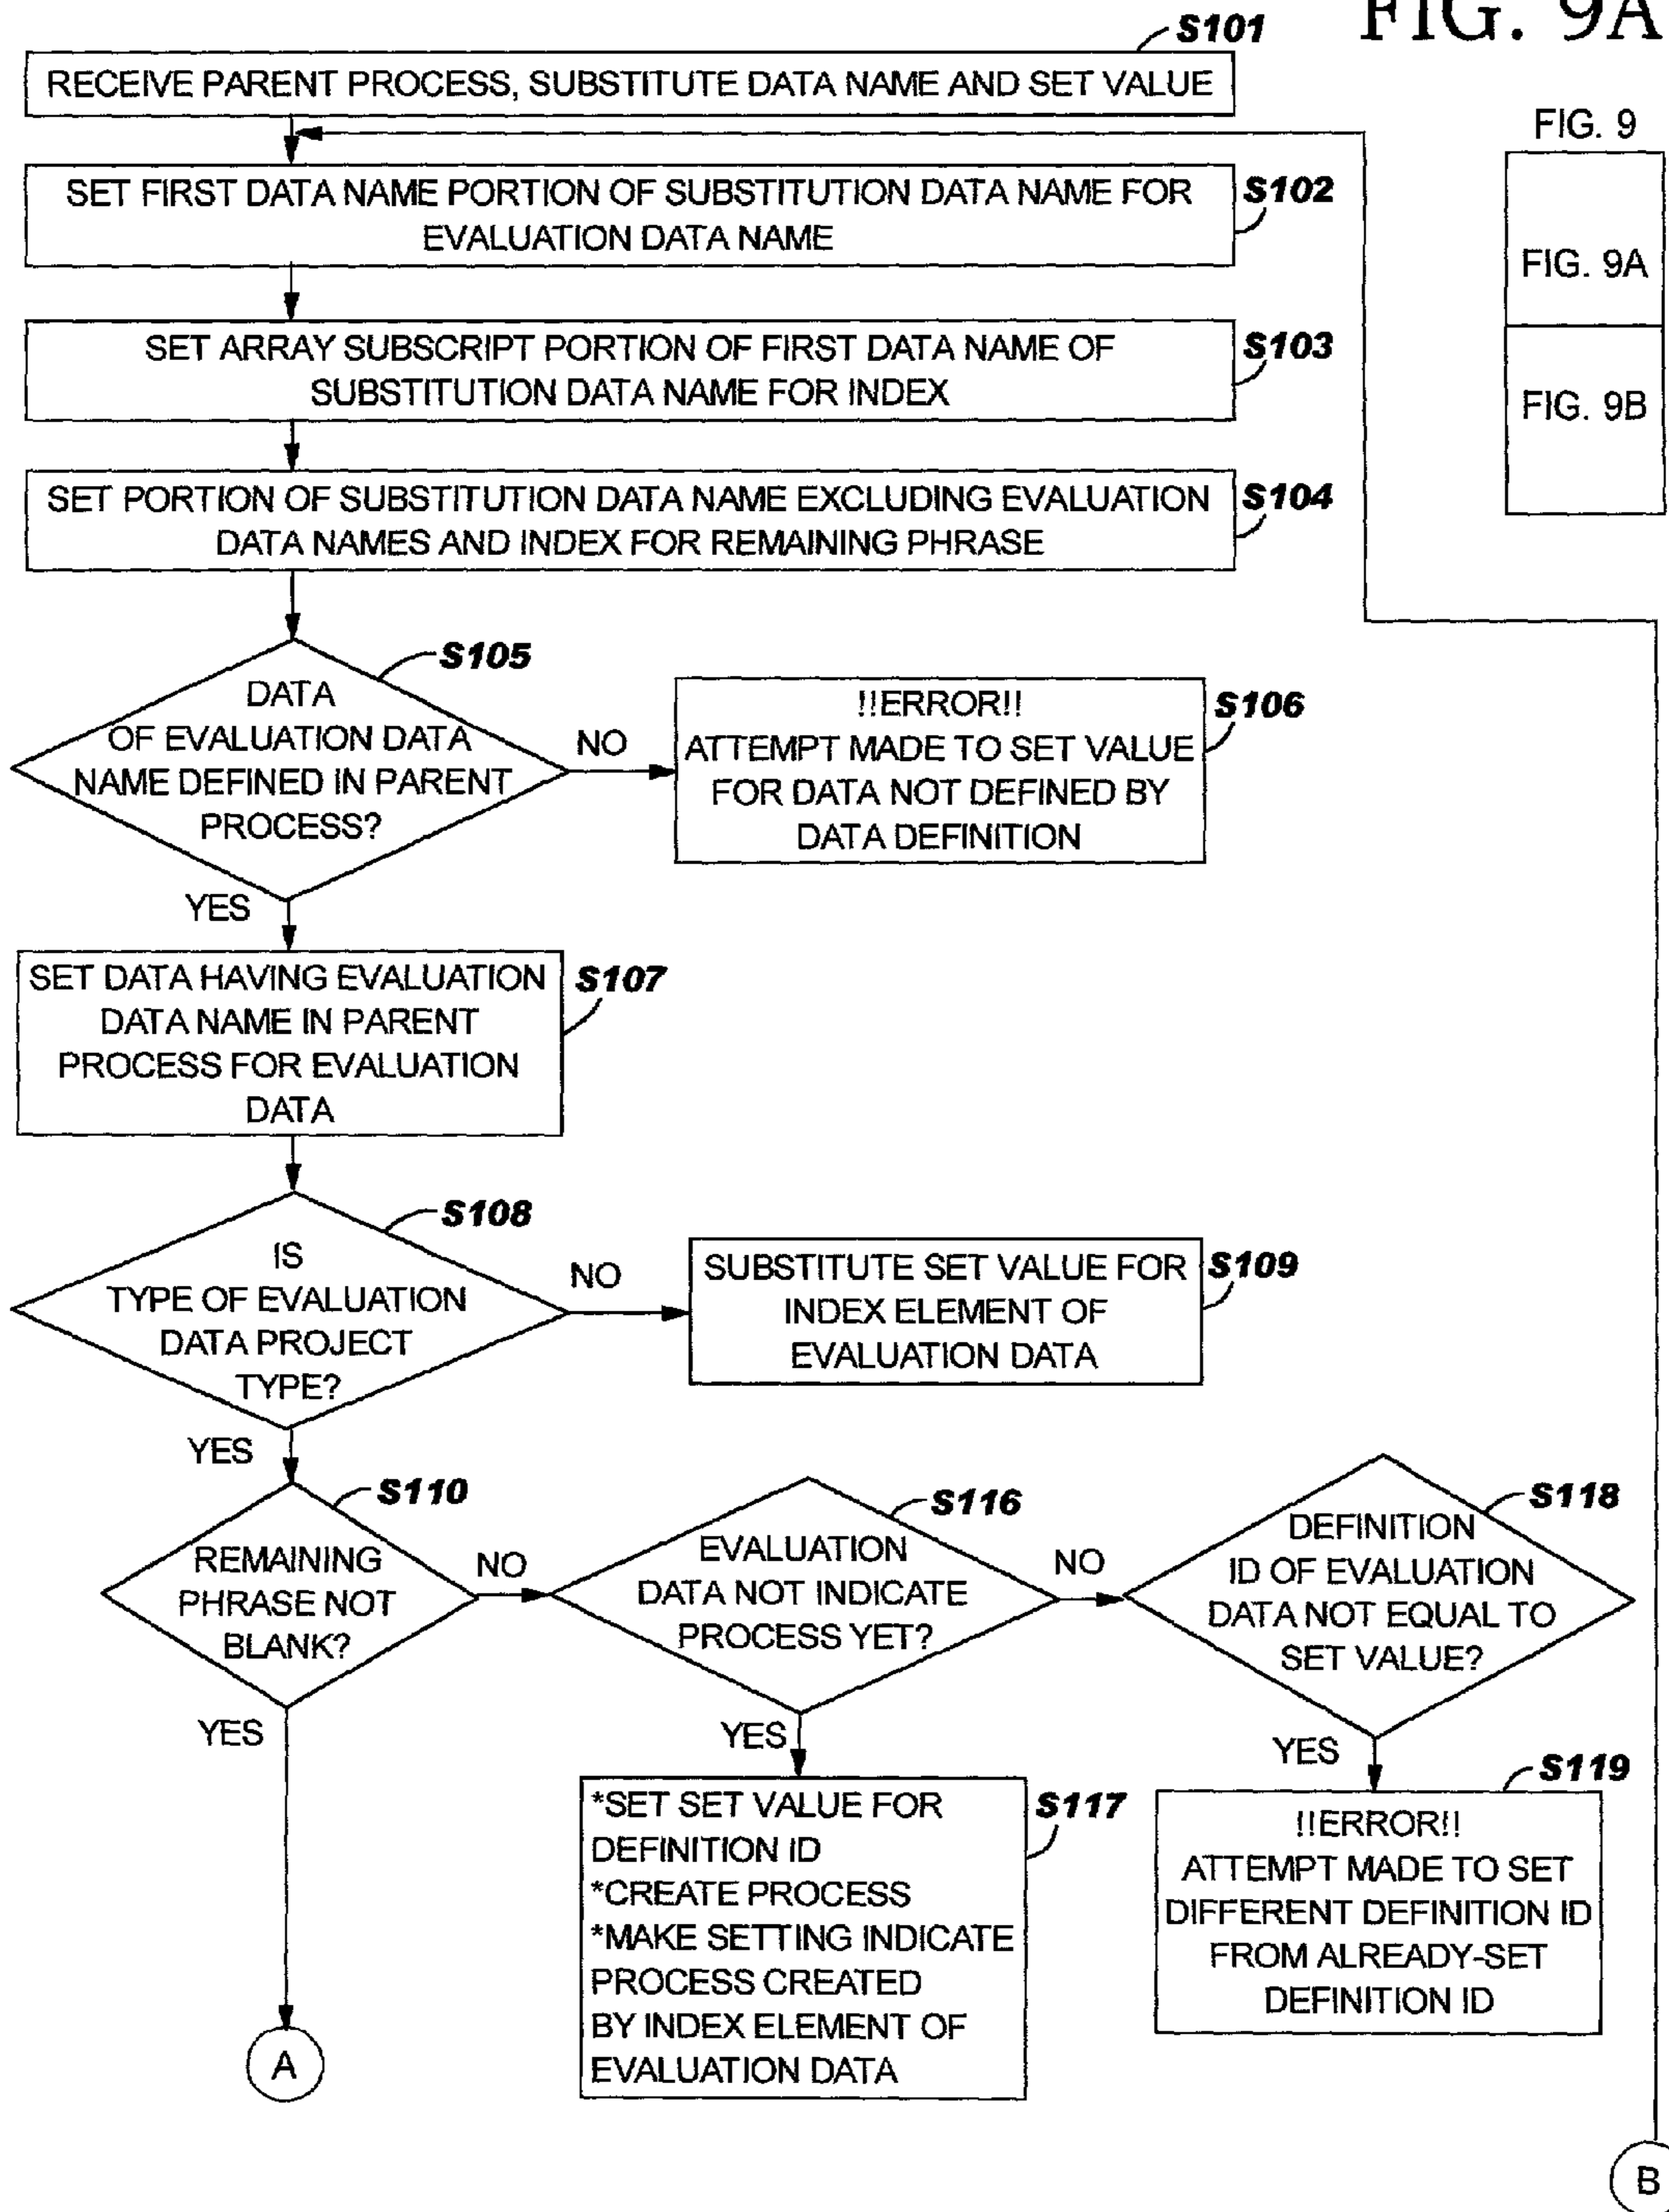 FIG. 9A
S101
RECEIVE PARENT PROCESS, SUBSTITUTE DATA NAME AND SET VALUE
FIG. 9
FIG. 9A
FIG. 9B
SET FIRST DATA NAME PORTION OF SUBSTITUTION DATA NAME FOR
EVALUATION DATA NAME
S102
SET ARRAY SUBSCRIPT PORTION OF FIRST DATA NAME OF
SUBSTITUTION DATA NAME FOR INDEX
S103
SET PORTION OF SUBSTITUTION DATA NAME EXCLUDING EVALUATION
DATA NAMES AND INDEX FOR REMAINING PHRASE
S104
S105
DATA
OF EVALUATION DATA
NAME DEFINED IN PARENT
PROCESS?
NO
YES
!!ERROR!!
ATTEMPT MADE TO SET VALUE
FOR DATA NOT DEFINED BY
DATA DEFINITION
S106
SET DATA HAVING EVALUATION
DATA NAME IN PARENT
PROCESS FOR EVALUATION
DATA
S107
S108
IS
TYPE OF EVALUATION
DATA PROJECT
TYPE?
NO
YES
SUBSTITUTE SET VALUE FOR
INDEX ELEMENT OF
EVALUATION DATA
S109
S110
REMAINING
PHRASE NOT
BLANK?
NO
YES
S116
EVALUATION
DATA NOT INDICATE
PROCESS YET?
NO
YES
S118
DEFINITION
ID OF EVALUATION
DATA NOT EQUAL TO
SET VALUE?
YES
*SET SET VALUE FOR
DEFINITION ID
*CREATE PROCESS
*MAKE SETTING INDICATE
PROCESS CREATED
BY INDEX ELEMENT OF
EVALUATION DATA
S117
S119
!!ERROR!!
ATTEMPT MADE TO SET
DIFFERENT DEFINITION ID
FROM ALREADY-SET
DEFINITION ID
A
B